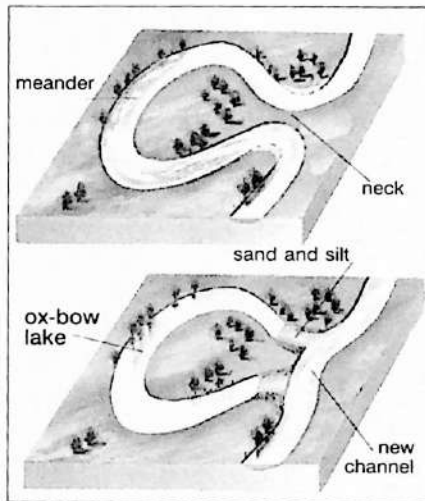 meander
neck
sand and silt
ox-bow
lake
new
channel